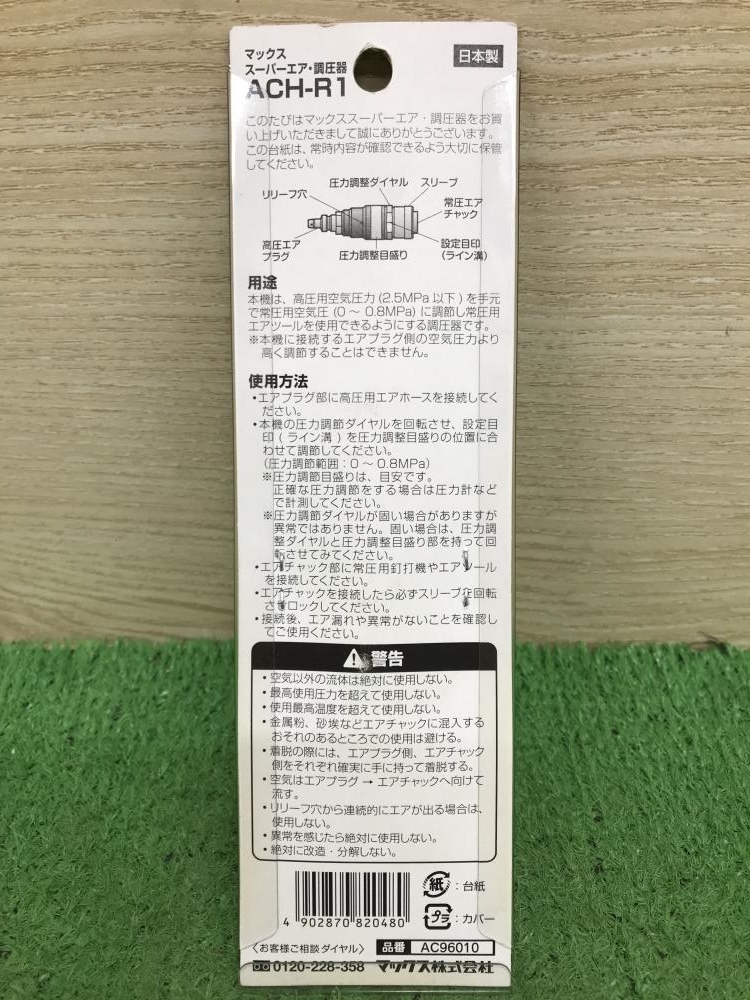 マックス
スーパーエア・調圧器
ACH-R1
日本製
このたびはマックススーパーエア・調圧器をお買
い上げいただきまして誠にありがとうございます。
この台紙は、常時内容が確認できるよう大切に保管
してください。
圧力調整ダイヤル スリーブ
リリーフ穴
常圧エア
チャック
高圧エア
プラグ
圧力調整目盛り
設定目印
(ライン溝)
用途
本機は、高圧用空気圧力(2.5MPa以下)を手元
で常圧用空気圧(0～0.8MPa)に調節し常圧用
エアツールを使用できるようにする調圧器です。
※本機に接続するエアプラグ側の空気圧力より
高く調節することはできません。
使用方法
・エアプラグ部に高圧用エアホースを接続してく
ださい。
・本機の圧力調節ダイヤルを回転させ、設定目
印(ライン溝)を圧力調整目盛りの位置に合
わせて調節してください。
(圧力調節範囲:0～0.8MPa)
※圧力調節目盛りは、目安です。
正確な圧力調節をする場合は圧力計など
で計測してください。
※圧力調節ダイヤルが固い場合がありますが
異常ではありません。固い場合は、圧力調
整ダイヤルと圧力調整目盛り部を持って回
転させてみてください。
・エアチャック部に常圧用釘打機やエアツール
を接続してください。
・エアチャックを接続したら必ずスリーブを回転
させロックしてください。
・接続後、エア漏れや異常がないことを確認し
てご使用ください。
警告
・空気以外の流体は絶対に使用しない。
・最高使用圧力を超えて使用しない。
・使用最高温度を超えて使用しない。
・金属粉、砂埃などエアチャックに混入する
おそれのあるところでの使用は避ける。
・着脱の際には、エアプラグ側、エアチャック
側をそれぞれ確実に手に持って着脱する。
・空気はエアプラグ→エアチャックへ向けて
流す。
・リリーフ穴から連続的にエアが出る場合は、
使用しない。
・異常を感じたら絶対に使用しない。
・絶対に改造・分解しない。
紙:台紙
プラ:カバー
4 902870 820480
〈お客様ご相談ダイヤル〉 品番 AC96010
0120-228-358 マックス株式会社